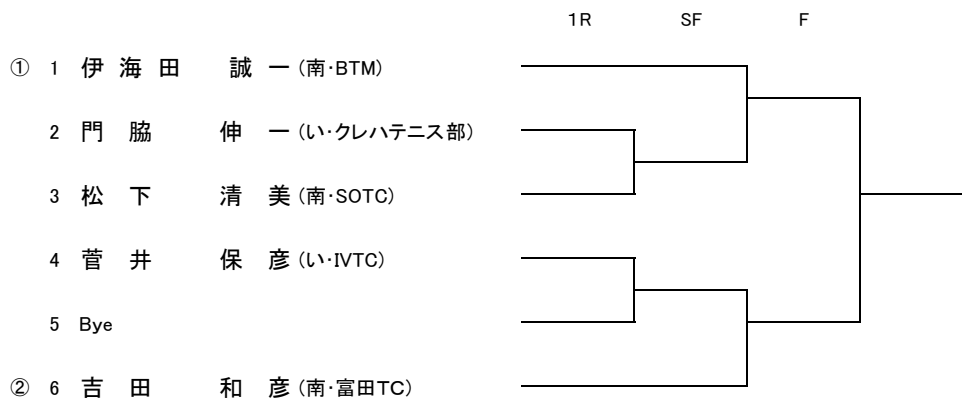 1R SF F
① 1 伊 海 田 誠 一 (南・BTM)
2 門 脇 伸 一 (い・クレハテニス部)
3 松 下 清 美 (南・SOTC)
4 菅 井 保 彦 (い・IVTC)
5 Bye
② 6 吉 田 和 彦 (南・富田TC)